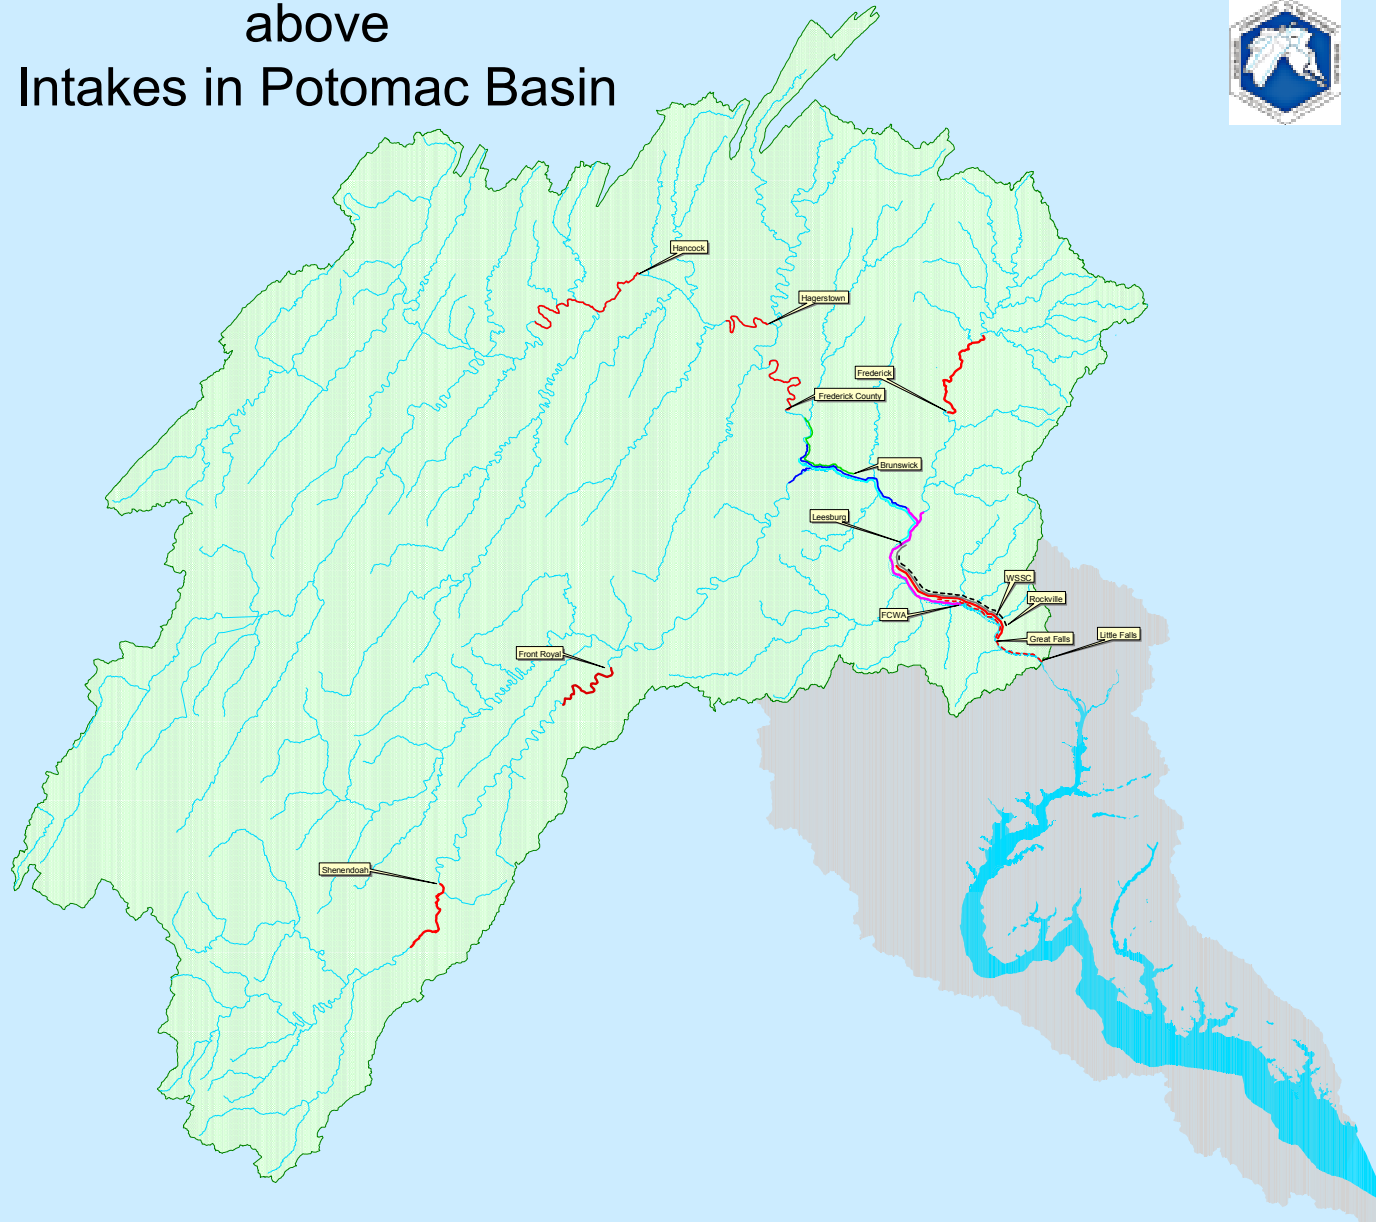 above
Intakes in Potomac Basin
Hancock
Hagerstown
Frederick
Frederick County
Brunswick
Leesburg
WSSC
Rockville
FCWA
Great Falls
Little Falls
Front Royal
Shenendoah